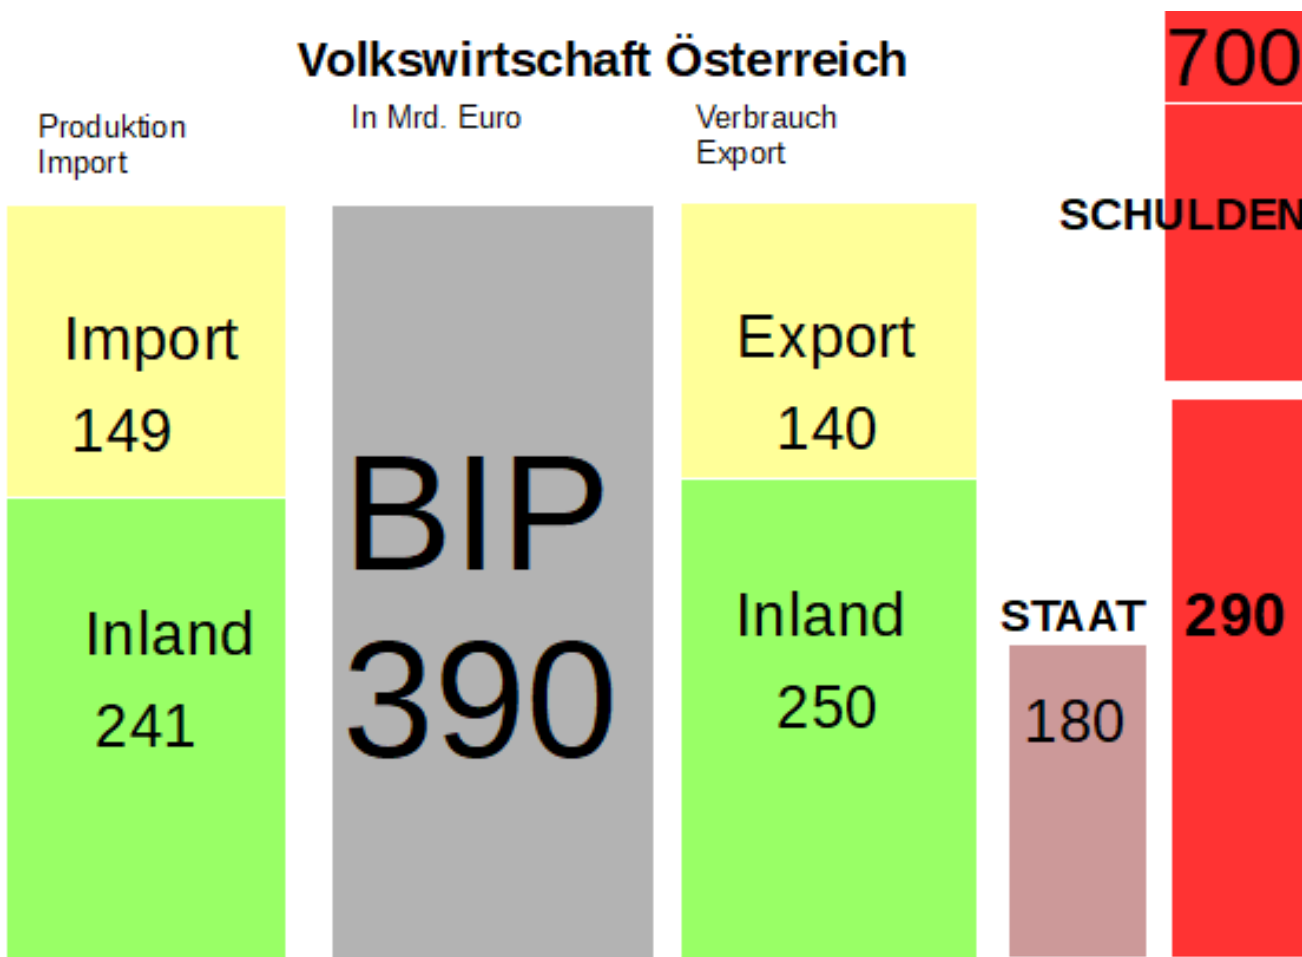 Volkswirtschaft Österreich
In Mrd. Euro
Produktion
Import
Verbrauch
Export
700
SCHULDEN
Import
149
BIP
390
Export
140
Inland
241
Inland
250
STAAT
180
290